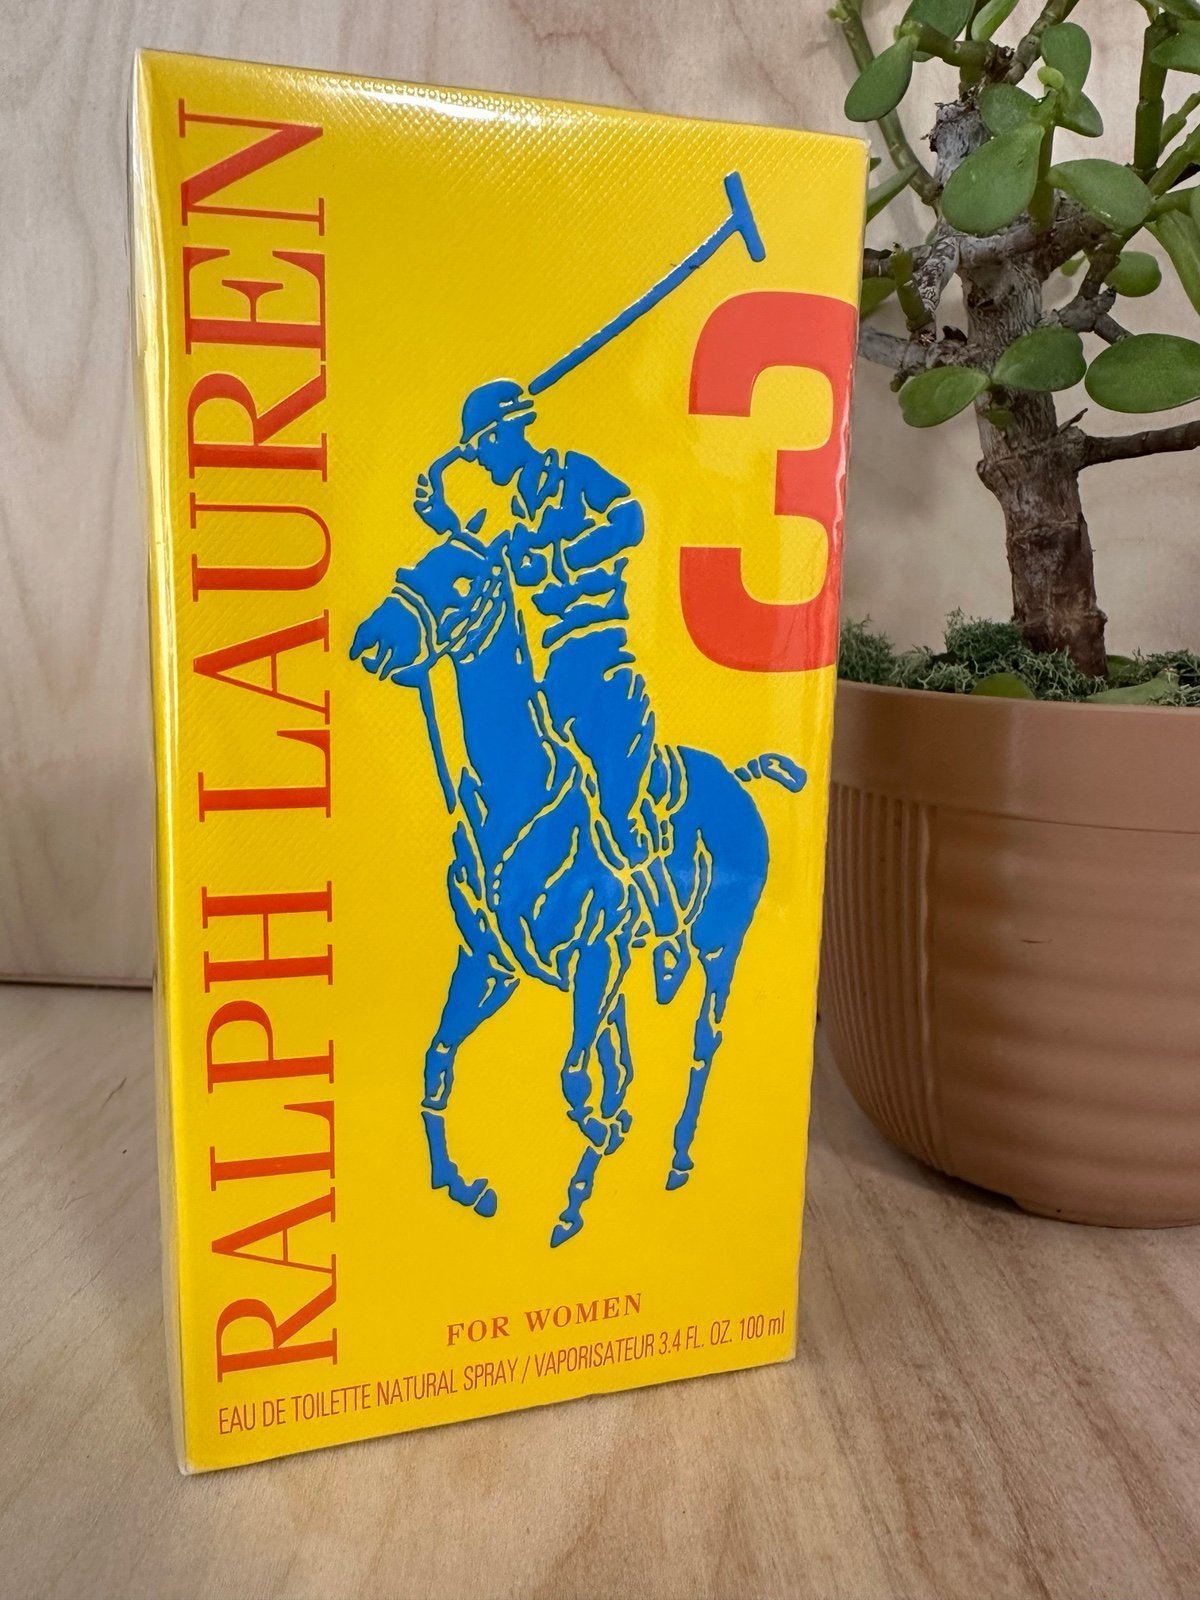 RALPH LAUREN
3
FOR WOMEN
EAU DE TOILETTE NATURAL SPRAY / VAPORISATEUR 3.4 FL. OZ. 100 ml